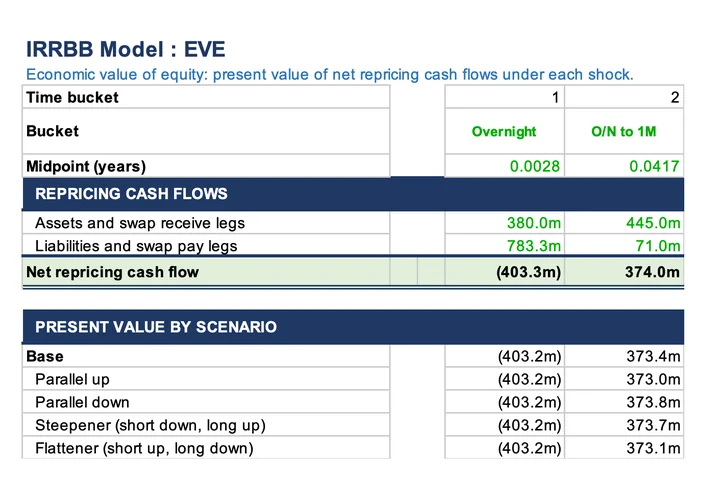 IRRBB Model : EVE
Economic value of equity: present value of net repricing cash flows under each shock.
Time bucket 1 2
Bucket Overnight O/N to 1M
Midpoint (years) 0.0028 0.0417
REPRICING CASH FLOWS
Assets and swap receive legs 380.0m 445.0m
Liabilities and swap pay legs 783.3m 71.0m
Net repricing cash flow (403.3m) 374.0m
PRESENT VALUE BY SCENARIO
Base (403.2m) 373.4m
Parallel up (403.2m) 373.0m
Parallel down (403.2m) 373.8m
Steepener (short down, long up) (403.2m) 373.7m
Flattener (short up, long down) (403.2m) 373.1m